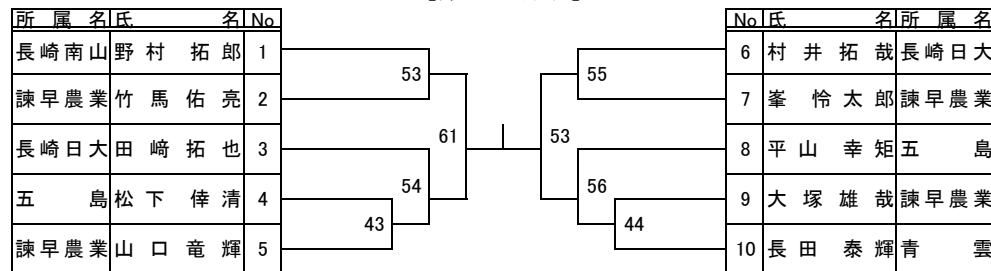 所属名 氏名 No
長崎南山 野村拓郎 1
諫早農業 竹馬佑亮 2
長崎日大 田﨑拓也 3
五島 松下倖清 4
諫早農業 山口竜輝 5
53
54
43
61
No 氏名 所属名
6 村井拓哉 長崎日大
7 峯怜太郎 諫早農業
8 平山幸矩 五島
9 大塚雄哉 諫早農業
10 長田泰輝 青雲
55
53
56
44